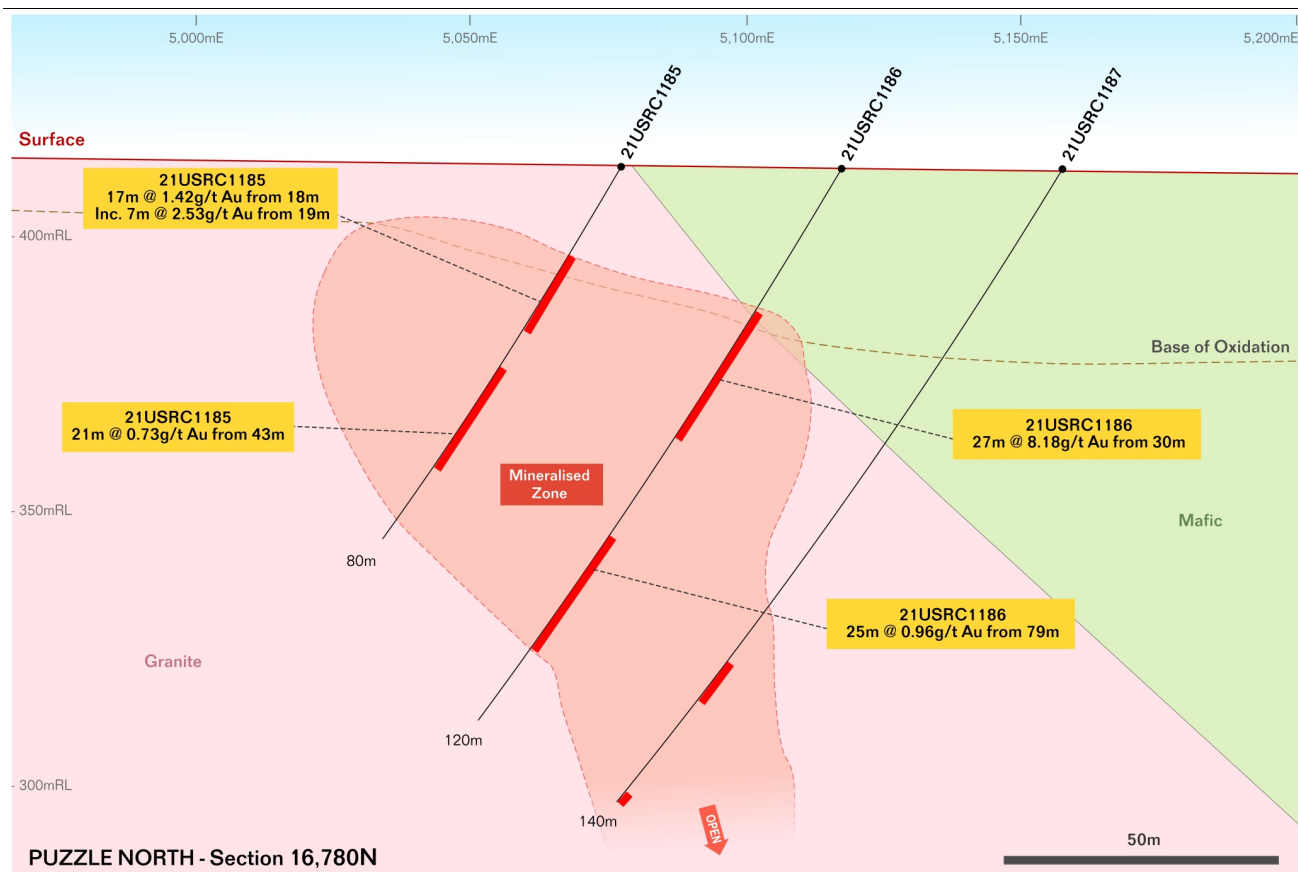 5,000mE
5,050mE
5,100mE
5,150mE
5,200mE
21USRC1185
21USRC1186
21USRC1187
Surface
21USRC1185
17m @ 1.42g/t Au from 18m
Inc. 7m @ 2.53g/t Au from 19m
400mRL
Base of Oxidation
21USRC1185
21m @ 0.73g/t Au from 43m
21USRC1186
27m @ 8.18g/t Au from 30m
Mineralised
Zone
350mRL
Mafic
80m
21USRC1186
25m @ 0.96g/t Au from 79m
Granite
120m
300mRL
140m
OPEN
50m
PUZZLE NORTH - Section 16,780N